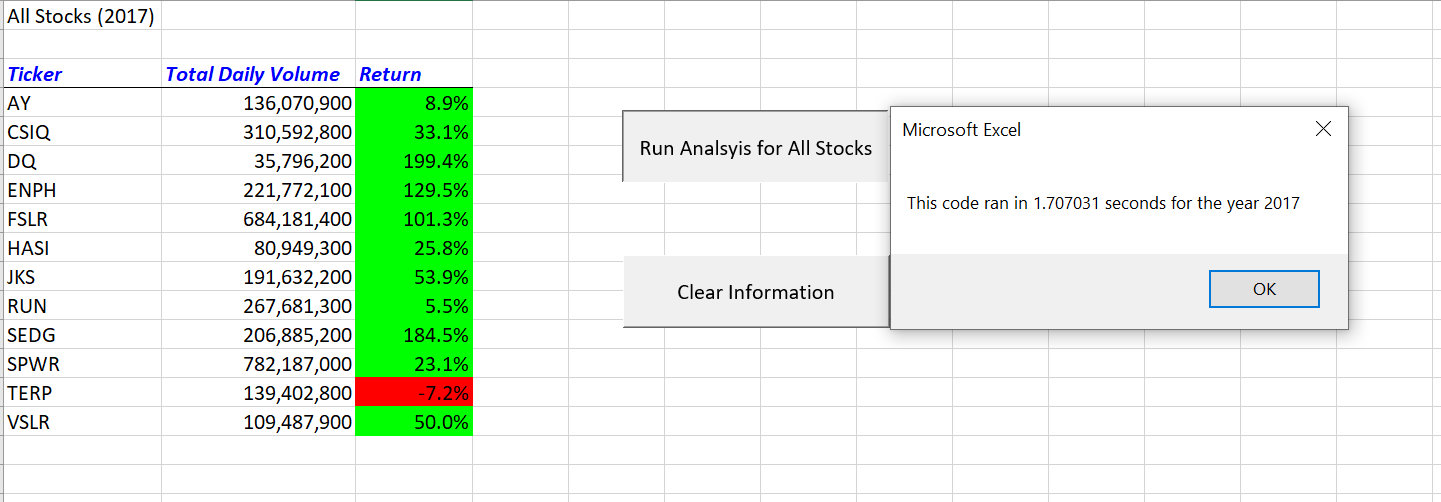 All Stocks (2017)
Ticker Total Daily Volume Return
AY 136,070,900 8.9%
CSIQ 310,592,800 33.1%
DQ 35,796,200 199.4%
ENPH 221,772,100 129.5%
FSLR 684,181,400 101.3%
HASI 80,949,300 25.8%
JKS 191,632,200 53.9%
RUN 267,681,300 5.5%
SEDG 206,885,200 184.5%
SPWR 782,187,000 23.1%
TERP 139,402,800 -7.2%
VSLR 109,487,900 50.0%
Run Analsyis for All Stocks
Clear Information
Microsoft Excel
This code ran in 1.707031 seconds for the year 2017
OK